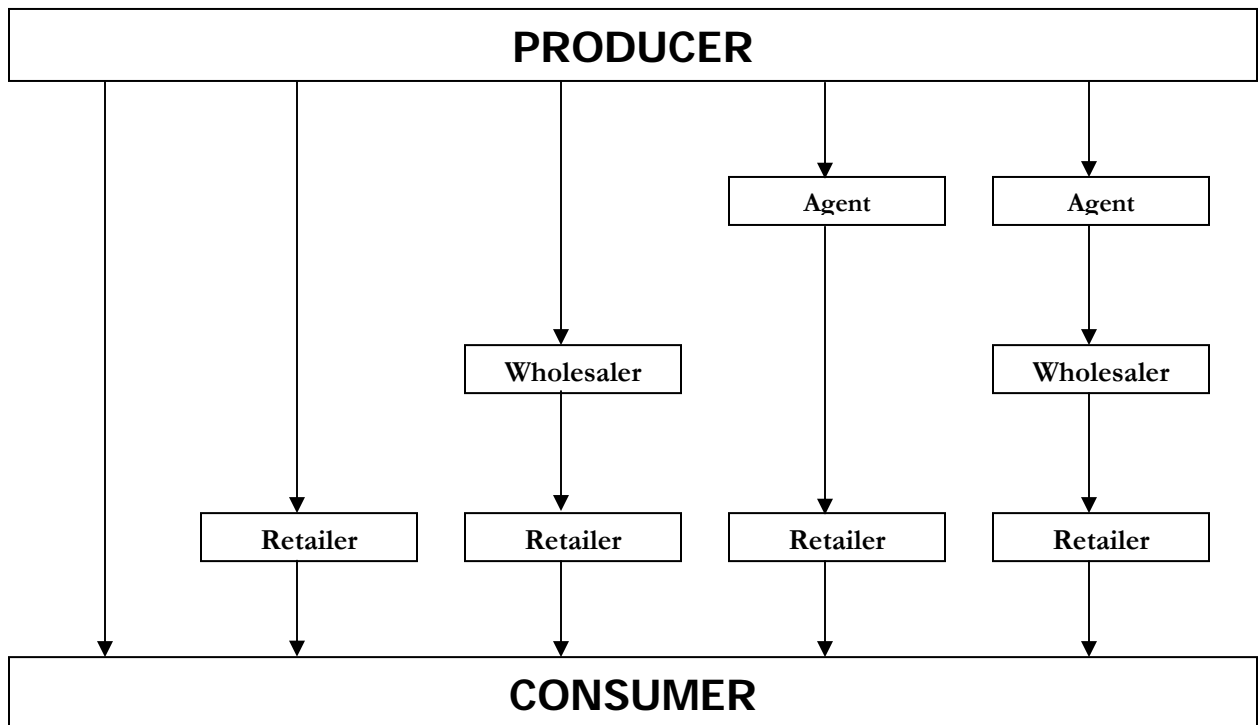 PRODUCER
Agent
Agent
Wholesaler
Wholesaler
Retailer
Retailer
Retailer
Retailer
CONSUMER